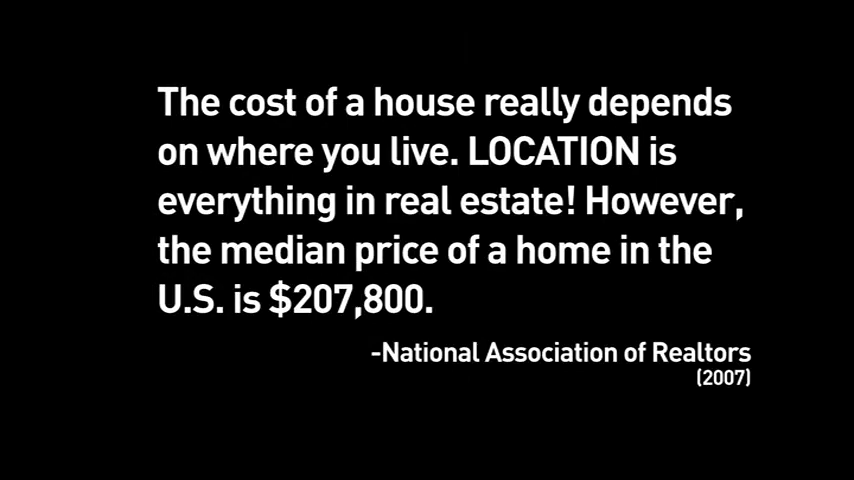 The cost of a house really depends
on where you live. LOCATION is
everything in real estate! However,
the median price of a home in the
U.S. is $207,800.
-National Association of Realtors
(2007)